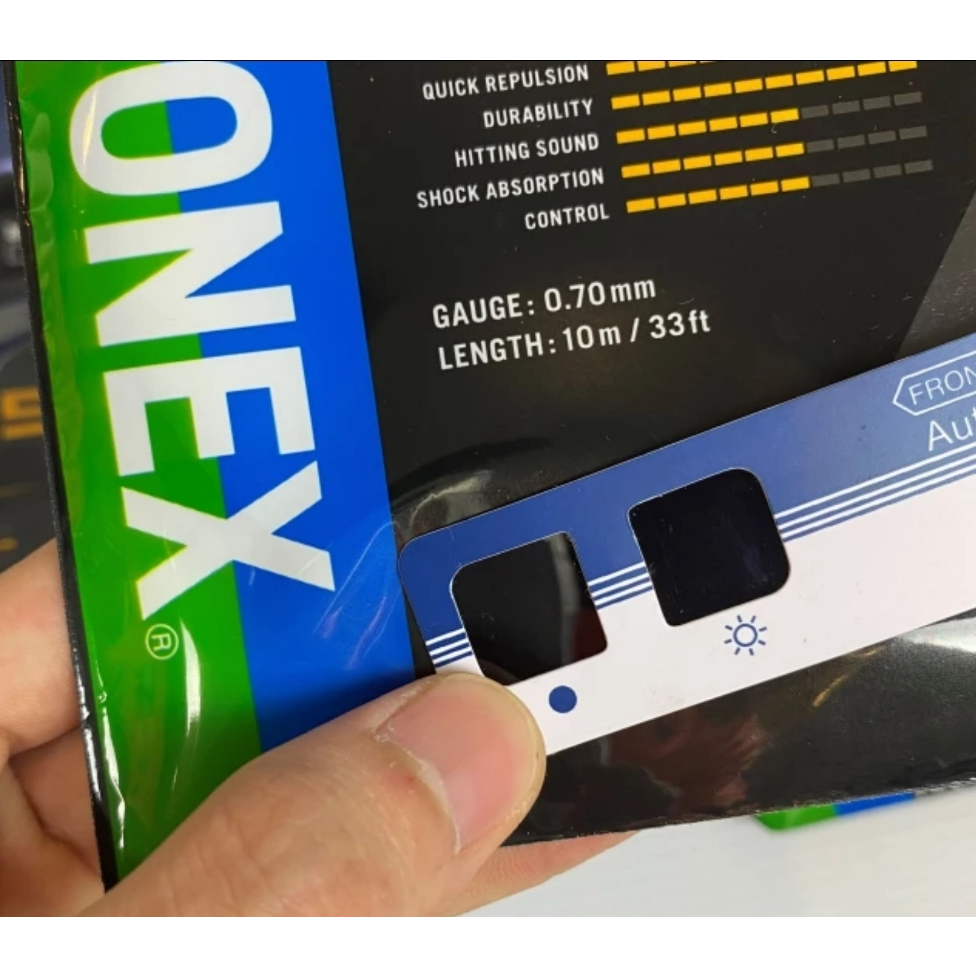 ONEX®
QUICK REPULSION
DURABILITY
HITTING SOUND
SHOCK ABSORPTION
CONTROL
GAUGE: 0.70mm
LENGTH: 10m / 33ft